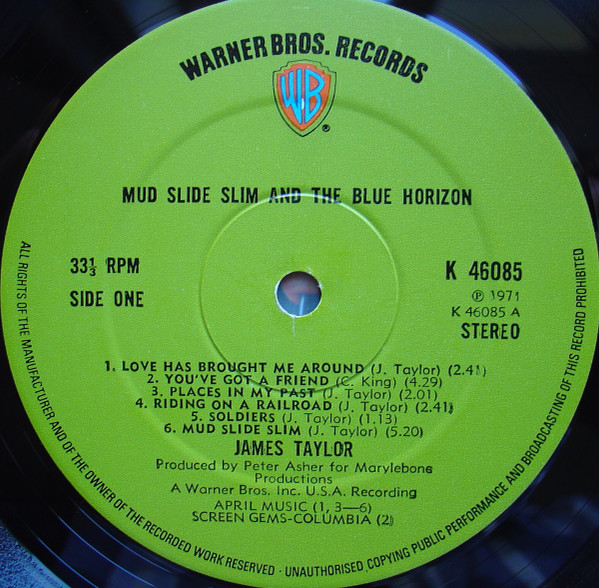 WARNER BROS. RECORDS
WB
®
MUD SLIDE SLIM AND THE BLUE HORIZON
33⅓ RPM
SIDE ONE
K 46085
℗ 1971
K 46085 A
STEREO
1. LOVE HAS BROUGHT ME AROUND (J. Taylor) (2.41)
2. YOU'VE GOT A FRIEND (C. King) (4.29)
3. PLACES IN MY PAST (J. Taylor) (2.01)
4. RIDING ON A RAILROAD (J. Taylor) (2.41)
5. SOLDIERS (J. Taylor) (1.13)
6. MUD SLIDE SLIM (J. Taylor) (5.20)
JAMES TAYLOR
Produced by Peter Asher for Marylebone
Productions
A Warner Bros. Inc. U.S.A. Recording
APRIL MUSIC (1, 3—6)
SCREEN GEMS-COLUMBIA (2)
ALL RIGHTS OF THE MANUFACTURER AND OF THE OWNER OF THE RECORDED WORK RESERVED · UNAUTHORISED COPYING PUBLIC PERFORMANCE AND BROADCASTING OF THIS RECORD PROHIBITED